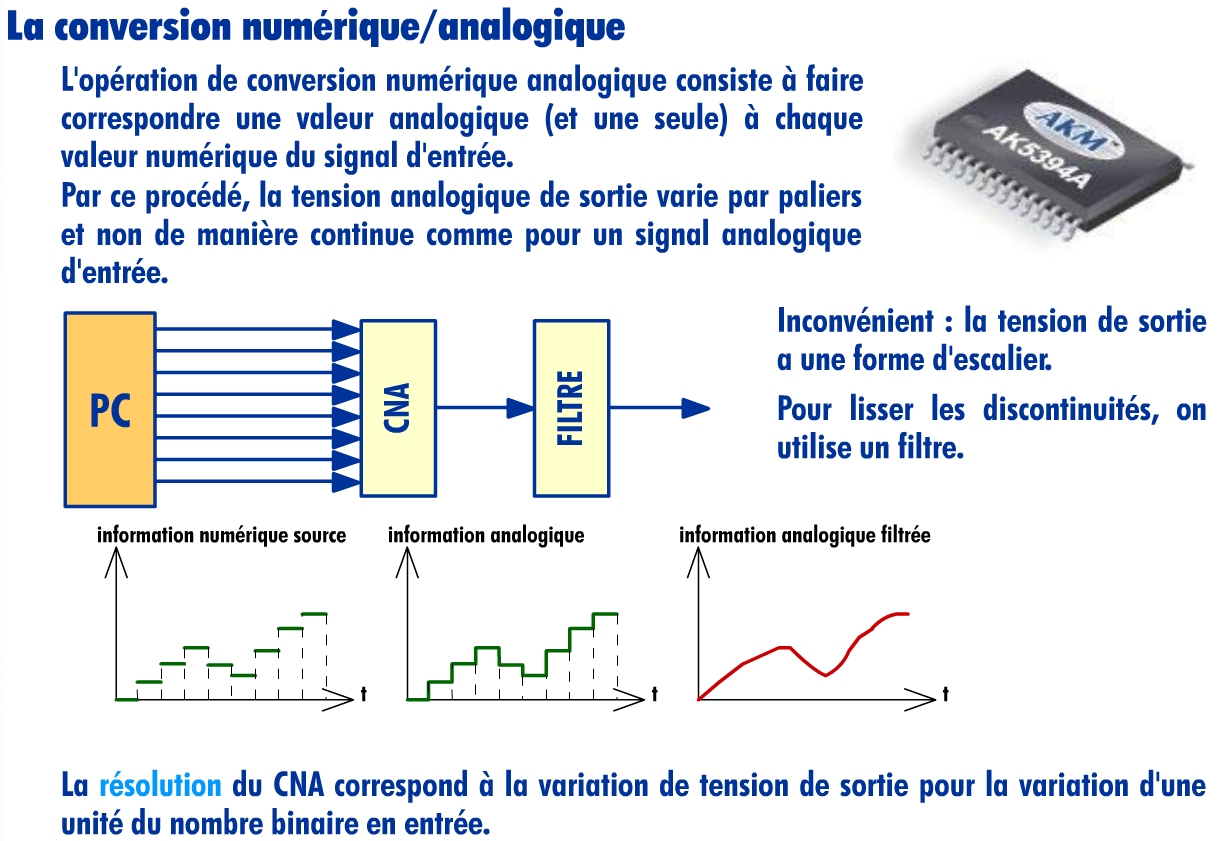 La conversion numérique/analogique
L'opération de conversion numérique analogique consiste à faire
correspondre une valeur analogique (et une seule) à chaque
valeur numérique du signal d'entrée.
Par ce procédé, la tension analogique de sortie varie par paliers
et non de manière continue comme pour un signal analogique
d'entrée.
AKM
AK5394A
Inconvénient : la tension de sortie
a une forme d'escalier.
Pour lisser les discontinuités, on
utilise un filtre.
PC
CNA
FILTRE
information numérique source
information analogique
information analogique filtrée
t
t
t
La résolution du CNA correspond à la variation de tension de sortie pour la variation d'une
unité du nombre binaire en entrée.